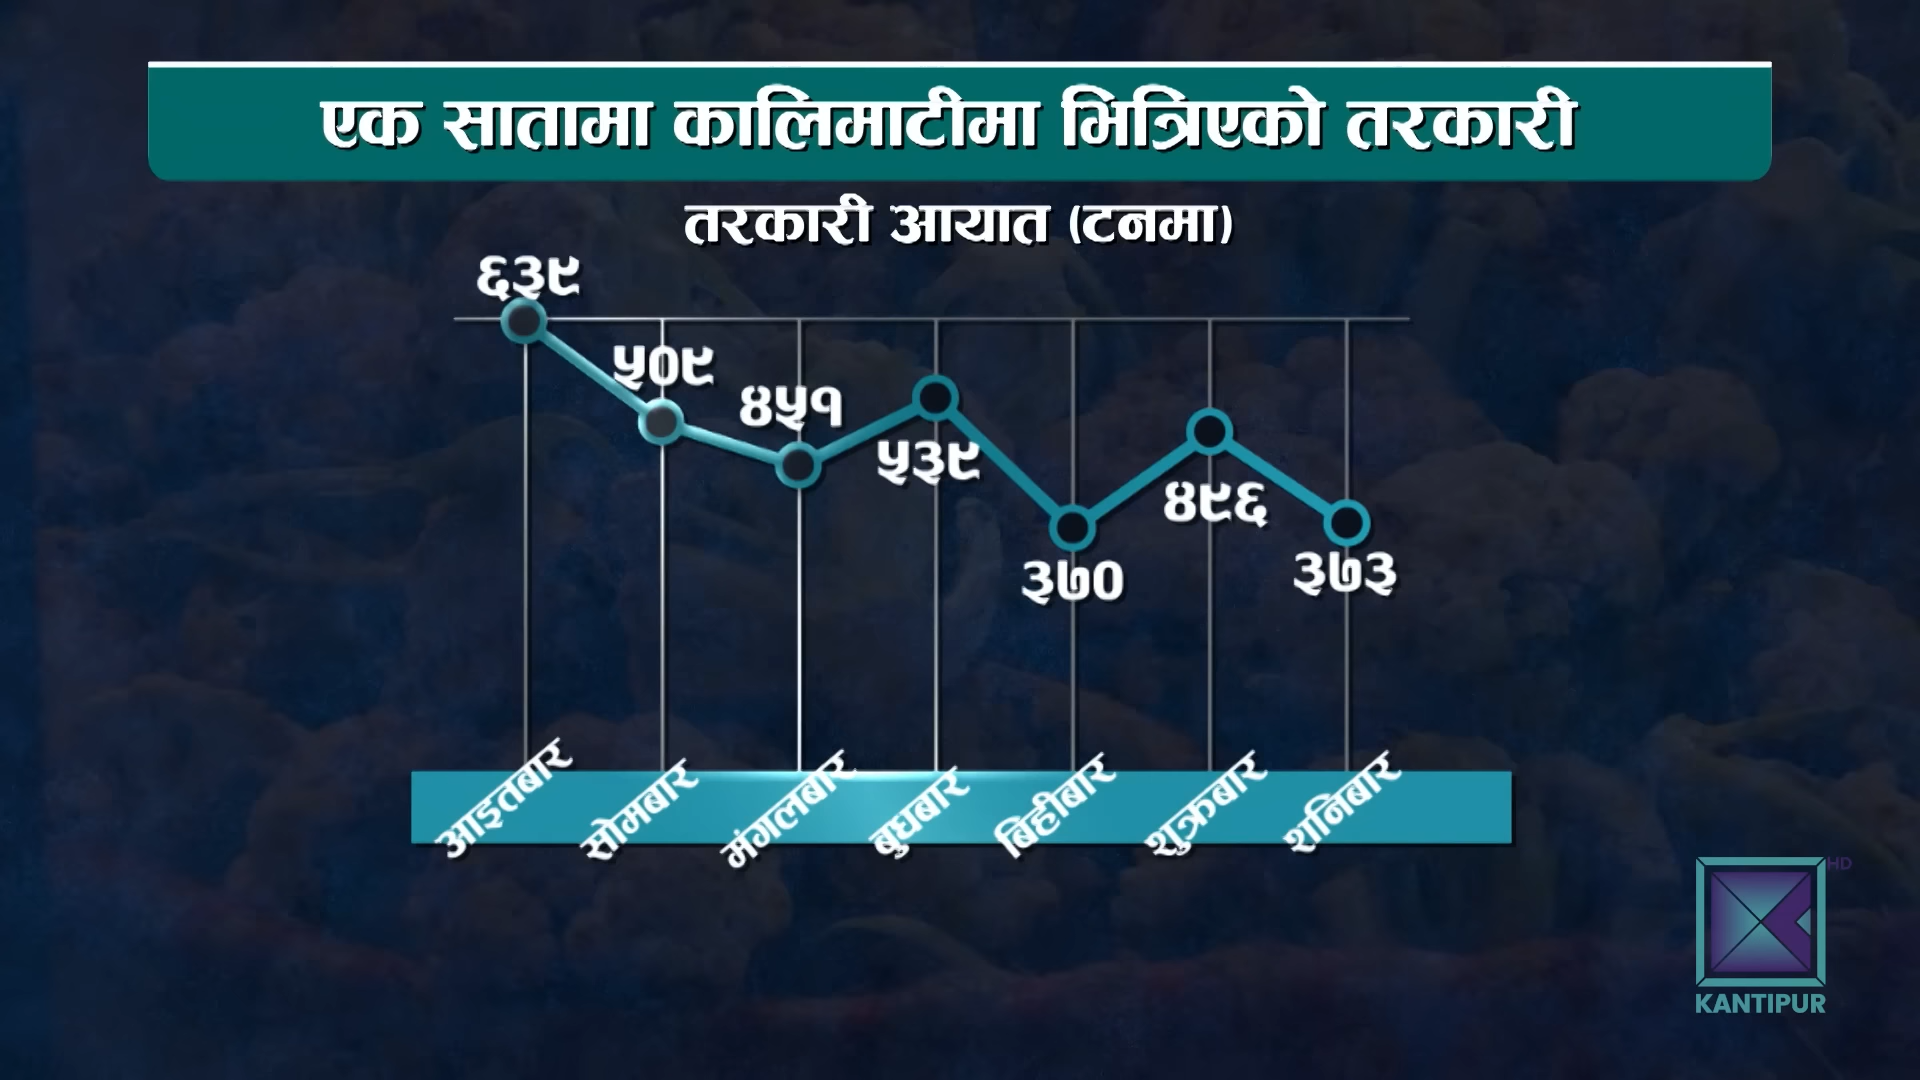 एक सातामा कालिमाटीमा भित्रिएको तरकारी
तरकारी आयात (टनमा)
६३९
५०९
४५१
५३९
३७०
४९६
३७३
आइतबार
सोमबार
मंगलबार
बुधबार
बिहीबार
शुक्रबार
शनिबार
HD
KANTIPUR